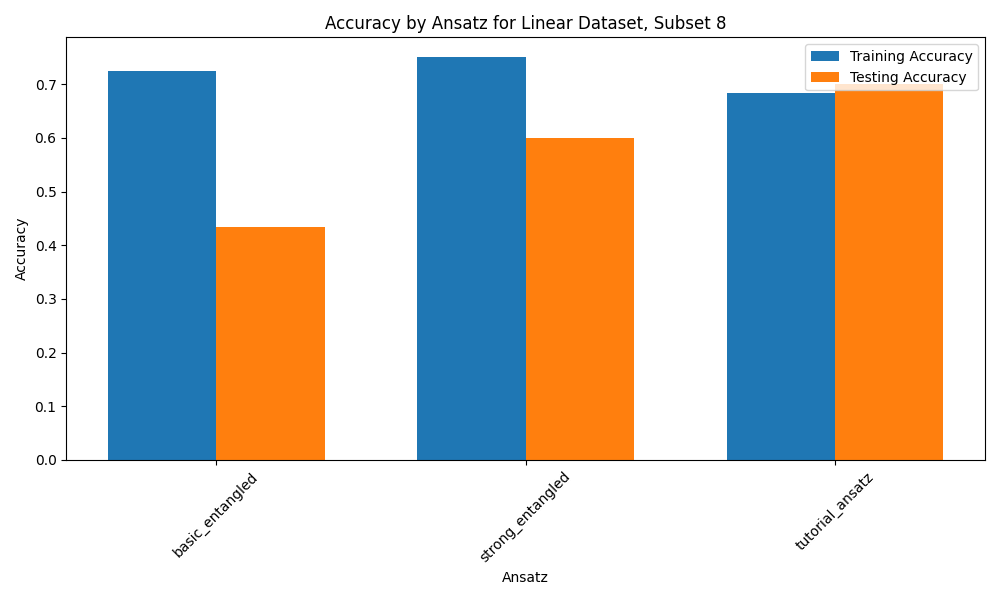 Accuracy by Ansatz for Linear Dataset, Subset 8
Training Accuracy
Testing Accuracy
Accuracy
0.7
0.6
0.5
0.4
0.3
0.2
0.1
0.0
basic_entangled
strong_entangled
tutorial_ansatz
Ansatz